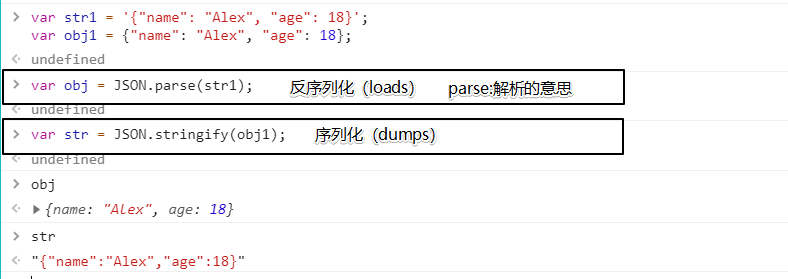 > var str1 = '{"name": "Alex", "age": 18}';
var obj1 = {"name": "Alex", "age": 18};
< undefined
> var obj = JSON.parse(str1); 反序列化（loads） parse:解析的意思
< undefined
> var str = JSON.stringify(obj1); 序列化（dumps）
< undefined
> obj
< ▶ {name: "Alex", age: 18}
> str
< "{"name":"Alex","age":18}"